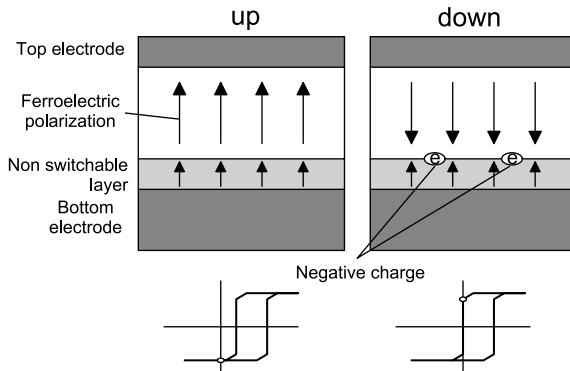 up
down
Top electrode
Ferroelectric
polarization
Non switchable
layer
e
e
Bottom
electrode
Negative charge